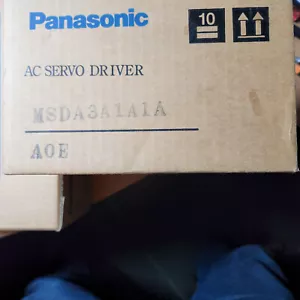 Panasonic
10
AC SERVO DRIVER
MSDA3A1A1A
A0E